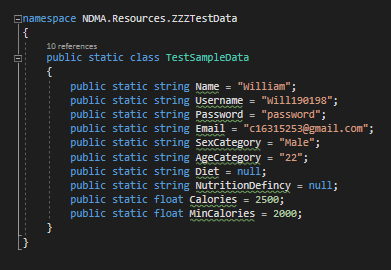 namespace NDMA.Resources.ZZZTestData
{
10 references
public static class TestSampleData
{
public static string Name = "William";
public static string Username = "Will190198";
public static string Password = "password";
public static string Email = "c16315253@gmail.com";
public static string SexCategory = "Male";
public static string AgeCategory = "22";
public static string Diet = null;
public static string NutritionDefincy = null;
public static float Calories = 2500;
public static float MinCalories = 2000;
}
}